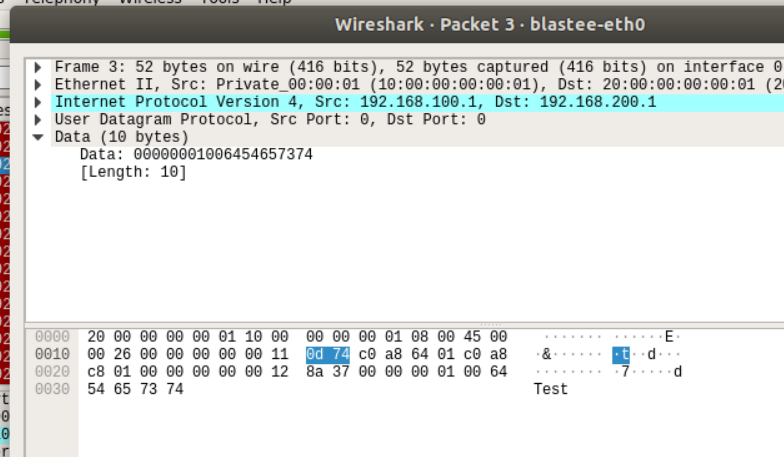 Telephony Wireless Tools Help
Wireshark · Packet 3 · blastee-eth0
Frame 3: 52 bytes on wire (416 bits), 52 bytes captured (416 bits) on interface 0
Ethernet II, Src: Private_00:00:01 (10:00:00:00:00:01), Dst: 20:00:00:00:00:01 (20
Internet Protocol Version 4, Src: 192.168.100.1, Dst: 192.168.200.1
User Datagram Protocol, Src Port: 0, Dst Port: 0
Data (10 bytes)
Data: 00000001006454657374
[Length: 10]
0000 20 00 00 00 00 01 10 00 00 00 00 01 08 00 45 00 ········ ······E·
0010 00 26 00 00 00 00 00 11 0d 74 c0 a8 64 01 c0 a8 ·&······ ·t··d···
0020 c8 01 00 00 00 00 00 12 8a 37 00 00 00 01 00 64 ········ ·7·····d
0030 54 65 73 74 Test